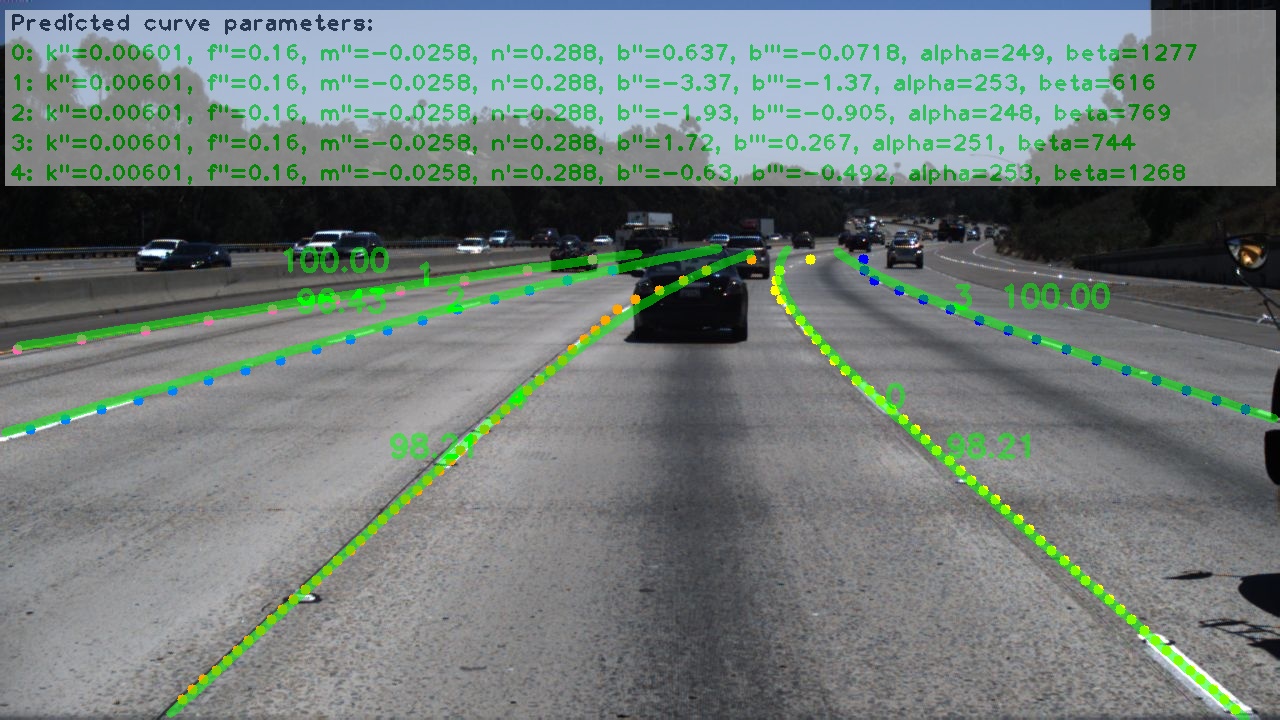 Predicted curve parameters:
0: k''=0.00601, f''=0.16, m''=-0.0258, n'=0.288, b''=0.637, b'''=-0.0718, alpha=249, beta=1277
1: k''=0.00601, f''=0.16, m''=-0.0258, n'=0.288, b''=-3.37, b'''=-1.37, alpha=253, beta=616
2: k''=0.00601, f''=0.16, m''=-0.0258, n'=0.288, b''=-1.93, b'''=-0.905, alpha=248, beta=769
3: k''=0.00601, f''=0.16, m''=-0.0258, n'=0.288, b''=1.72, b'''=0.267, alpha=251, beta=744
4: k''=0.00601, f''=0.16, m''=-0.0258, n'=0.288, b''=-0.63, b'''=-0.492, alpha=253, beta=1268
100.00 1
96.43
3 100.00
0
98.21
98.21